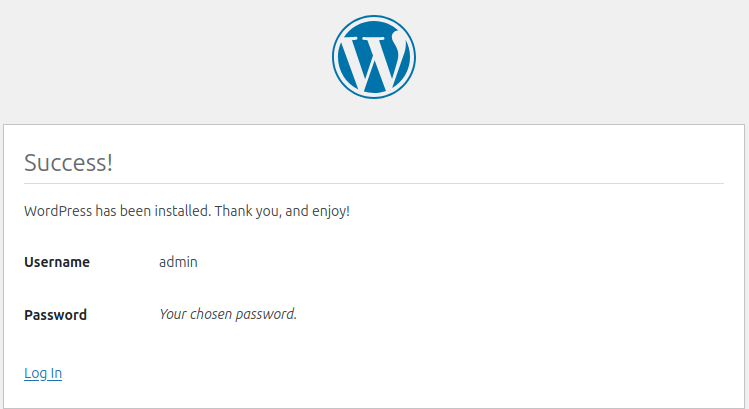 Success!
WordPress has been installed. Thank you, and enjoy!
Username admin
Password Your chosen password.
Log In